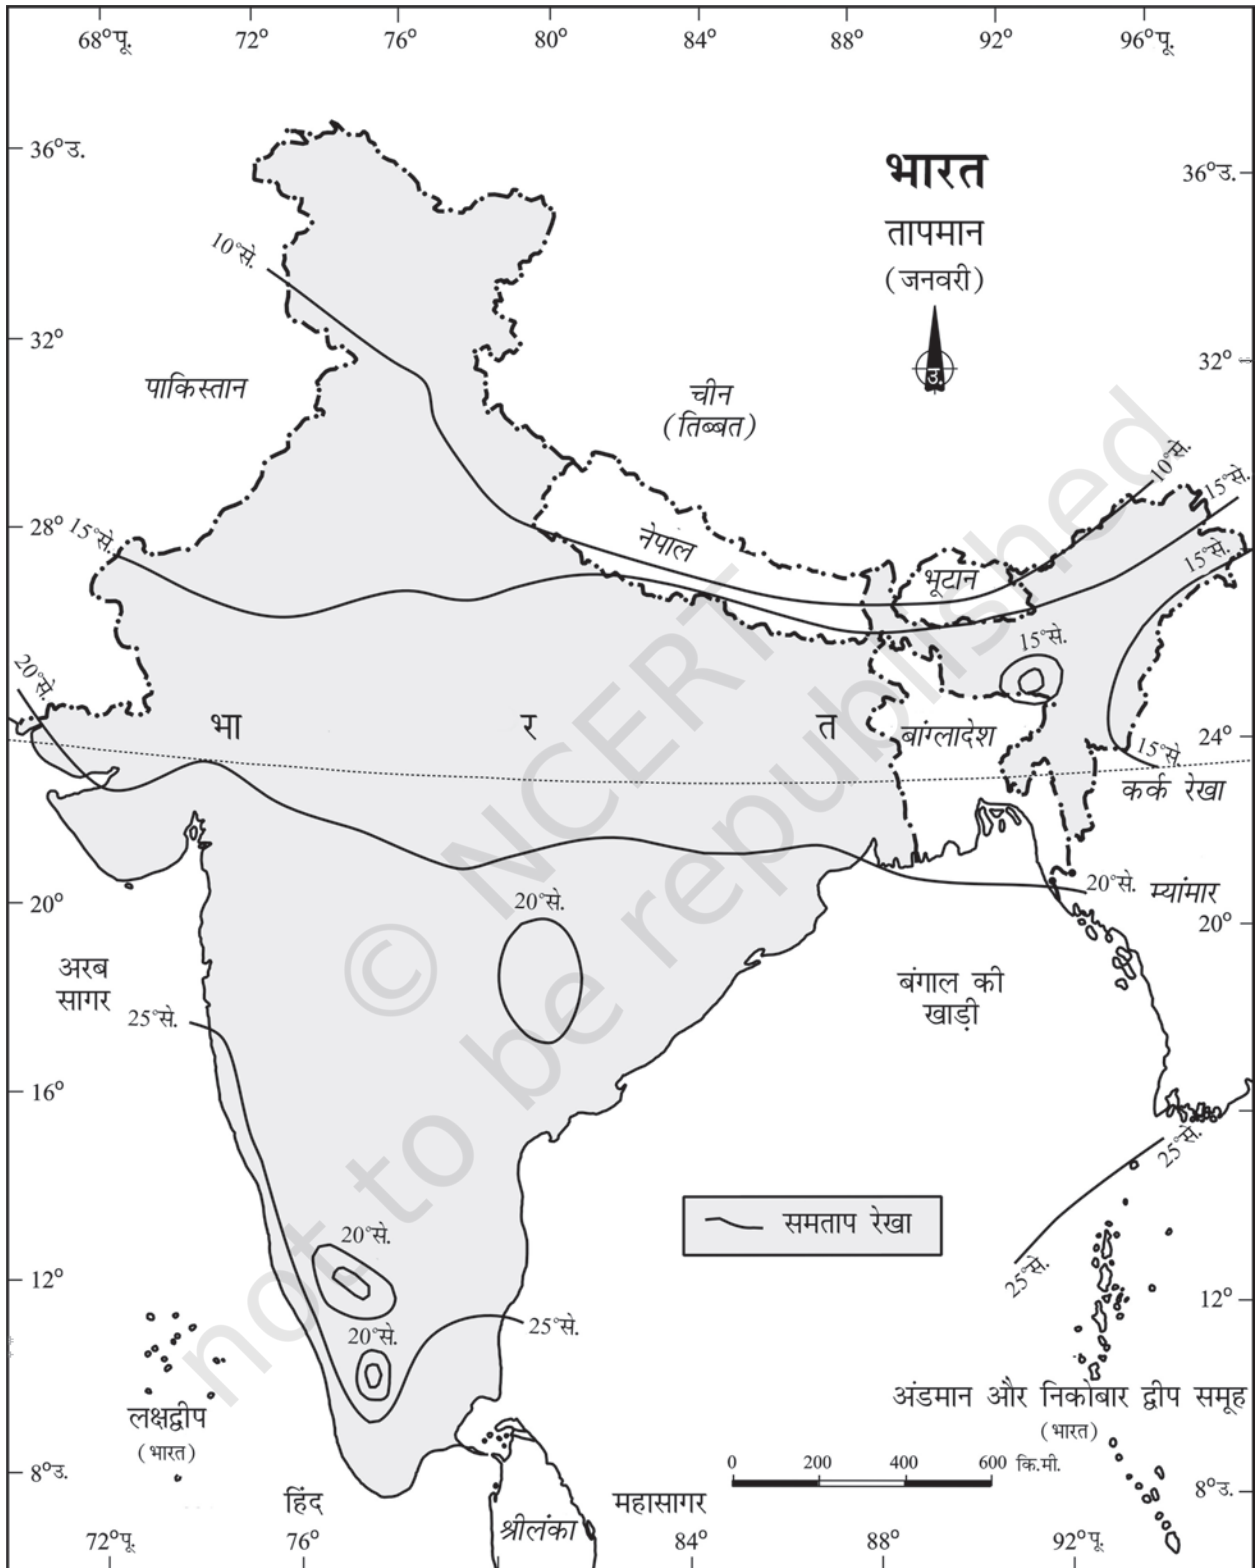 68°पू. 72° 76° 80° 84° 88° 92° 96°पू.
36°उ.
भारत
36°उ.
तापमान
(जनवरी)
10°से.
उ.
32°
32°
पाकिस्तान
चीन
(तिब्बत)
10°से.
15°से.
28°
15°से.
नेपाल
15°से.
भूटान
15°से.
20°से.
भा र त
बांग्लादेश
24°
15°से.
कर्क रेखा
20°से.
म्यांमार
20°
20°से.
20°
अरब
सागर
बंगाल की
खाड़ी
25°से.
16°
25°से.
समताप रेखा
20°से.
12°
25°से.
12°
20°से.
25°से.
लक्षद्वीप
(भारत)
अंडमान और निकोबार द्वीप समूह
(भारत)
8°उ.
0 200 400 600 कि.मी.
8°उ.
हिंद
महासागर
श्रीलंका
72°पू. 76° 84° 88° 92°पू.
© NCERT
not to be republished